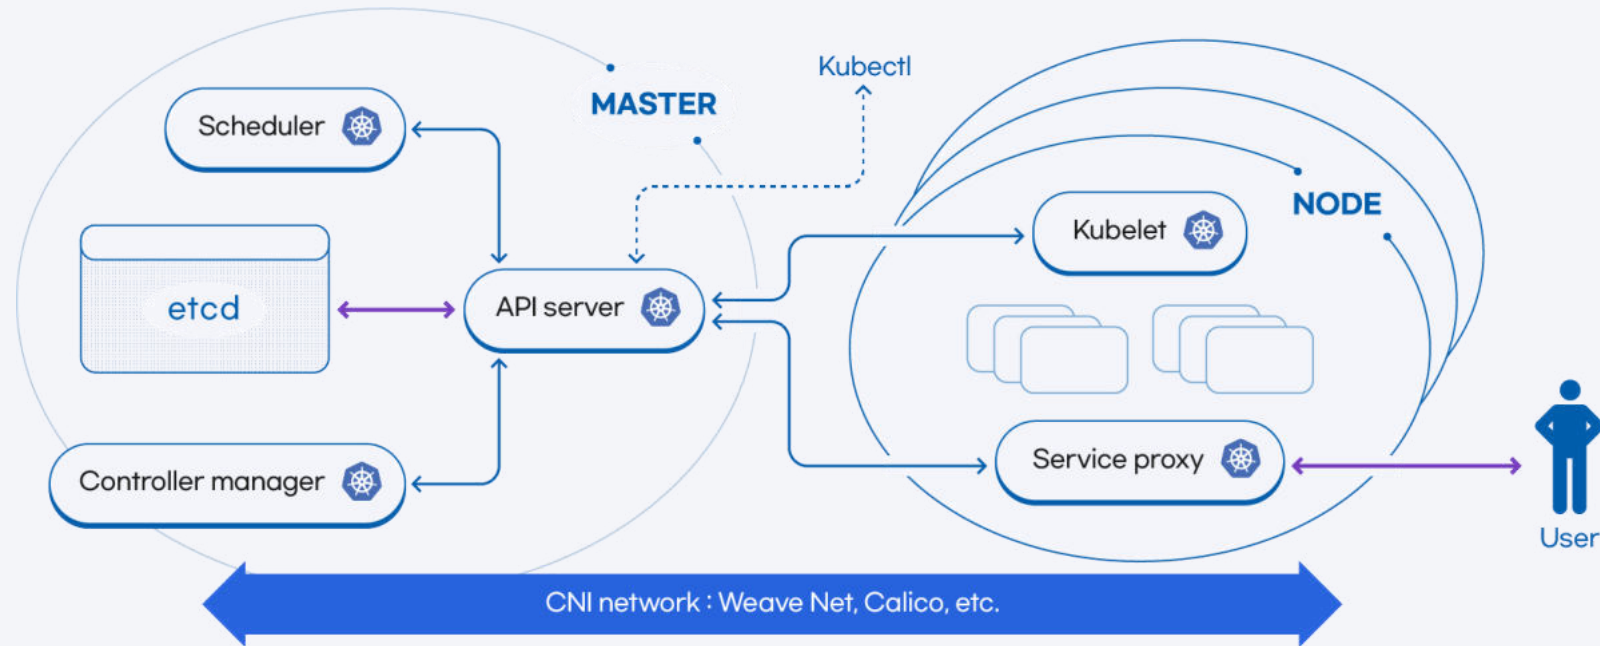 Kubectl
MASTER
Scheduler
NODE
Kubelet
etcd
API server
Service proxy
Controller manager
User
CNI network : Weave Net, Calico, etc.